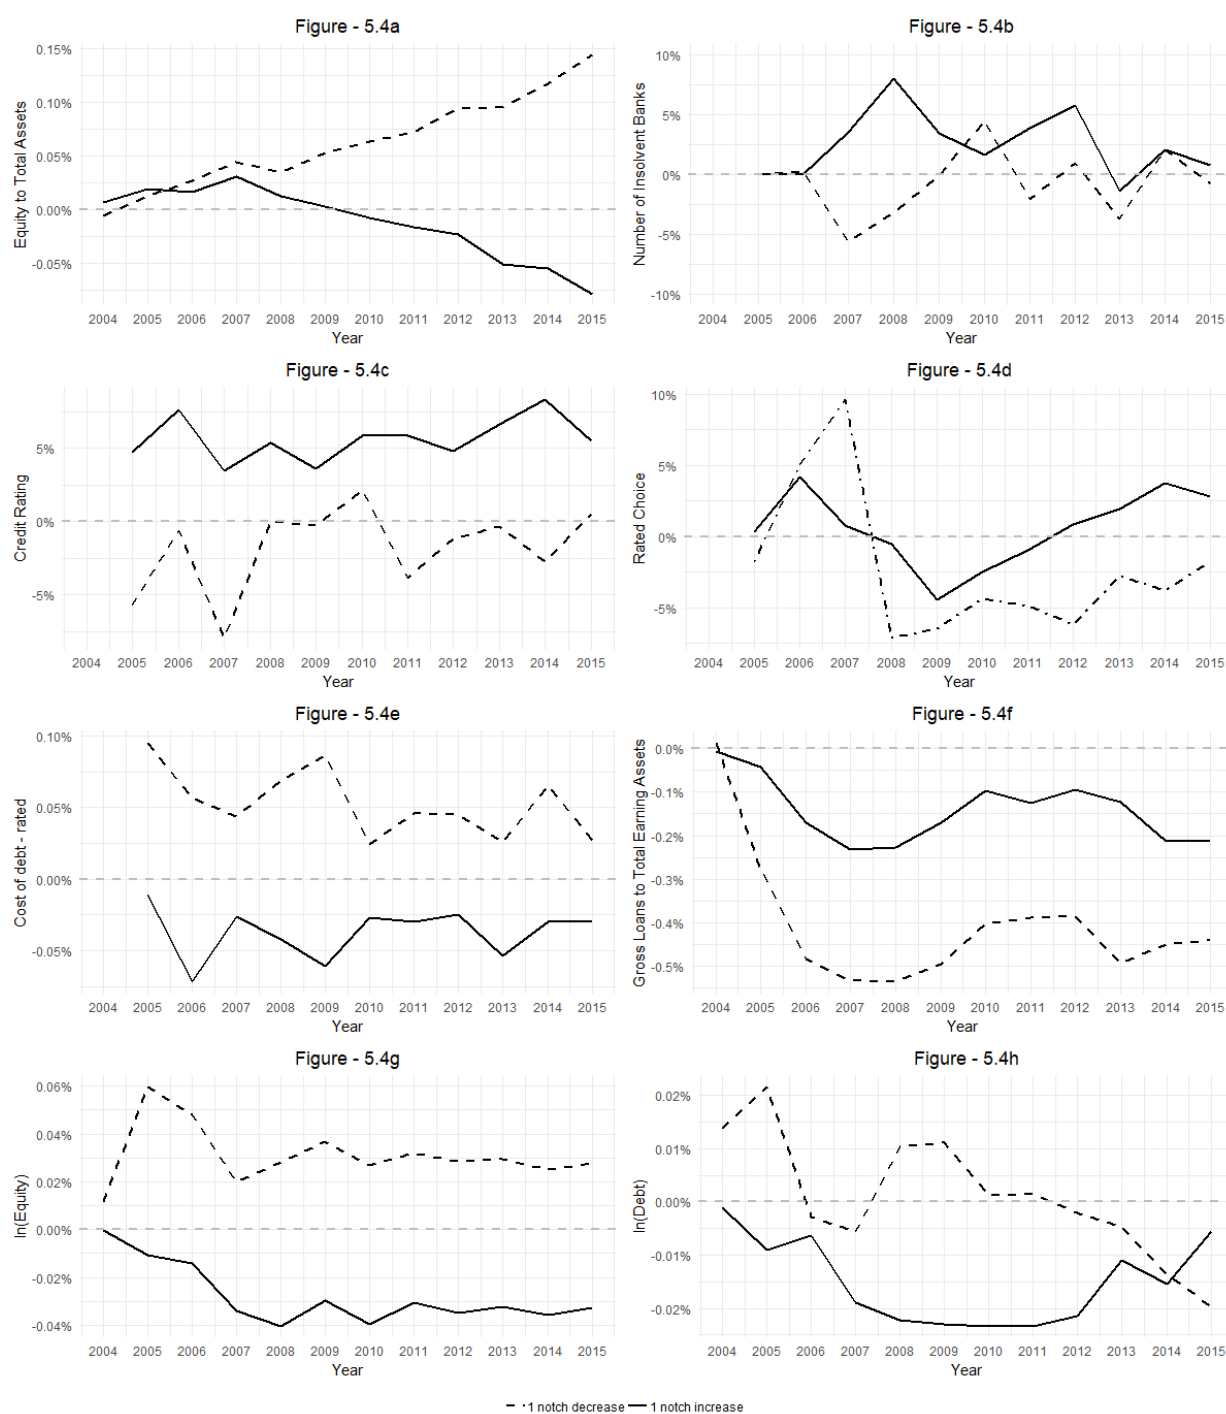 Figure - 5.4a
Equity to Total Assets
0.15%
0.10%
0.05%
0.00%
-0.05%
2004 2005 2006 2007 2008 2009 2010 2011 2012 2013 2014 2015
Year
Figure - 5.4b
Number of Insolvent Banks
10%
5%
0%
-5%
-10%
2004 2005 2006 2007 2008 2009 2010 2011 2012 2013 2014 2015
Year
Figure - 5.4c
Credit Rating
5%
0%
-5%
2004 2005 2006 2007 2008 2009 2010 2011 2012 2013 2014 2015
Year
Figure - 5.4d
Rated Choice
10%
5%
0%
-5%
2004 2005 2006 2007 2008 2009 2010 2011 2012 2013 2014 2015
Year
Figure - 5.4e
Cost of debt - rated
0.10%
0.05%
0.00%
-0.05%
2004 2005 2006 2007 2008 2009 2010 2011 2012 2013 2014 2015
Year
Figure - 5.4f
Gross Loans to Total Earning Assets
0.0%
-0.1%
-0.2%
-0.3%
-0.4%
-0.5%
2004 2005 2006 2007 2008 2009 2010 2011 2012 2013 2014 2015
Year
Figure - 5.4g
ln(Equity)
0.06%
0.04%
0.02%
0.00%
-0.02%
-0.04%
2004 2005 2006 2007 2008 2009 2010 2011 2012 2013 2014 2015
Year
Figure - 5.4h
ln(Debt)
0.02%
0.01%
0.00%
-0.01%
-0.02%
2004 2005 2006 2007 2008 2009 2010 2011 2012 2013 2014 2015
Year
1 notch decrease 1 notch increase